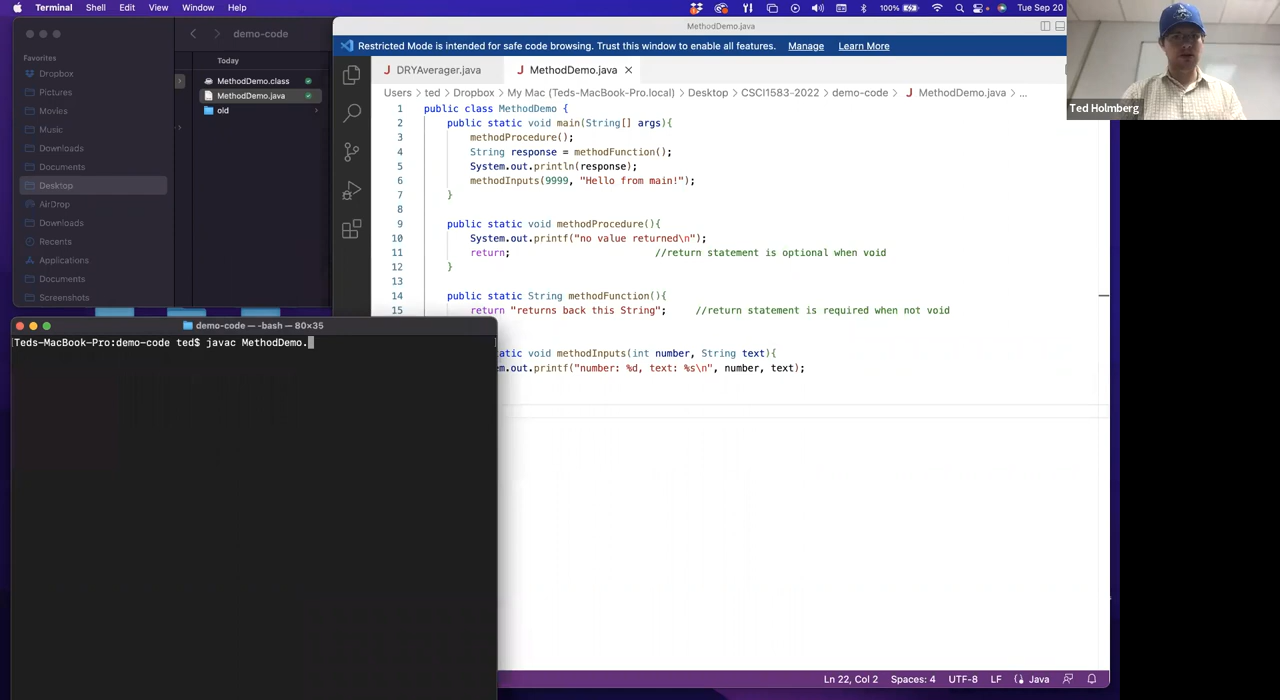 Terminal Shell Edit View Window Help 100% Tue Sep 20
MethodDemo.java
demo-code
Restricted Mode is intended for safe code browsing. Trust this window to enable all features. Manage Learn More
Favorites
Dropbox
Pictures
Movies
Music
Downloads
Documents
Desktop
AirDrop
Downloads
Recents
Applications
Documents
Screenshots
Today
MethodDemo.class
MethodDemo.java
old
J DRYAverager.java J MethodDemo.java ×
Users > ted > Dropbox > My Mac (Teds-MacBook-Pro.local) > Desktop > CSCI1583-2022 > demo-code > J MethodDemo.java > ...
1 public class MethodDemo {
2 public static void main(String[] args){
3 methodProcedure();
4 String response = methodFunction();
5 System.out.println(response);
6 methodInputs(9999, "Hello from main!");
7 }
8
9 public static void methodProcedure(){
10 System.out.printf("no value returned\n");
11 return; //return statement is optional when void
12 }
13
14 public static String methodFunction(){
15 return "returns back this String"; //return statement is required when not void
atic void methodInputs(int number, String text){
em.out.printf("number: %d, text: %s\n", number, text);
demo-code — -bash — 80×35
[Teds-MacBook-Pro:demo-code ted$ javac MethodDemo. ]
Ln 22, Col 2 Spaces: 4 UTF-8 LF Java
Ted Holmberg